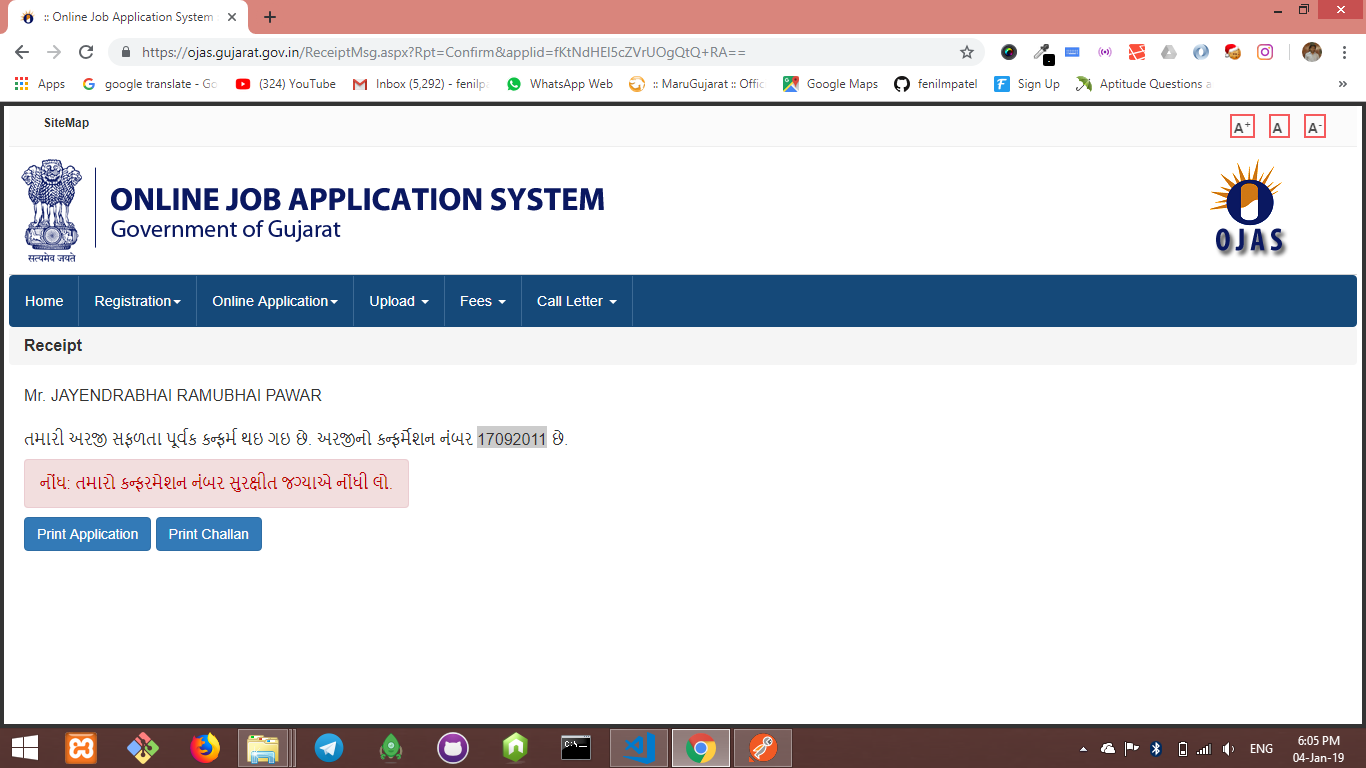 :: Online Job Application System
https://ojas.gujarat.gov.in/ReceiptMsg.aspx?Rpt=Confirm&applid=fKtNdHEl5cZVrUOgQtQ+RA==
Apps google translate - Go (324) YouTube Inbox (5,292) - fenilp WhatsApp Web :: MaruGujarat :: Offic Google Maps fenilmpatel Sign Up Aptitude Questions a »
SiteMap A+ A A-
ONLINE JOB APPLICATION SYSTEM
Government of Gujarat
सत्यमेव जयते
OJAS
Home Registration Online Application Upload Fees Call Letter
Receipt
Mr. JAYENDRABHAI RAMUBHAI PAWAR
તમારી અરજી સફળતા પૂર્વક કન્ફર્મ થઇ ગઇ છે. અરજીનો કન્ફર્મેશન નંબર 17092011 છે.
નોંધ: તમારો કન્ફરમેશન નંબર સુરક્ષીત જગ્યાએ નોંધી લો.
Print Application Print Challan
ENG
6:05 PM
04-Jan-19